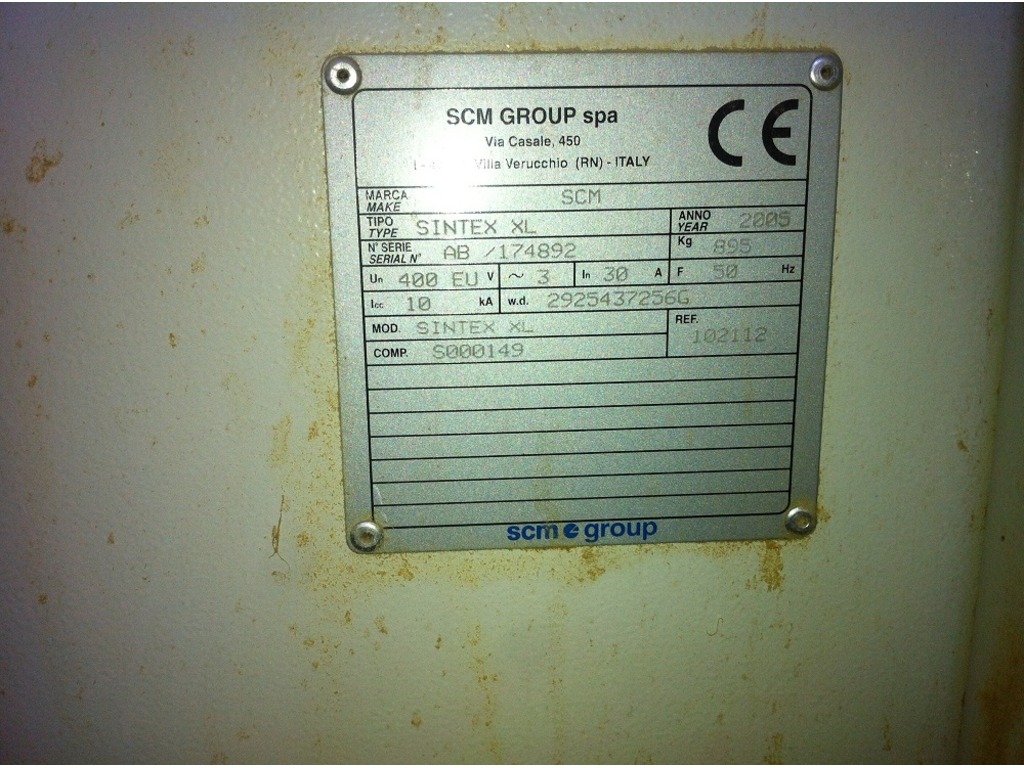 SCM GROUP spa
Via Casale, 450
Villa Verucchio (RN) - ITALY
CE
MARCA
MAKE
SCM
TIPO
TYPE
SINTEX XL
ANNO
YEAR
2005
N° SERIE
SERIAL N°
AB /174892
Kg 895
Un 400 EU V ~ 3 In 30 A F 50 Hz
Icc 10 kA w.d. 2925437256G
MOD. SINTEX XL
REF.
102112
COMP. S000149
scm group